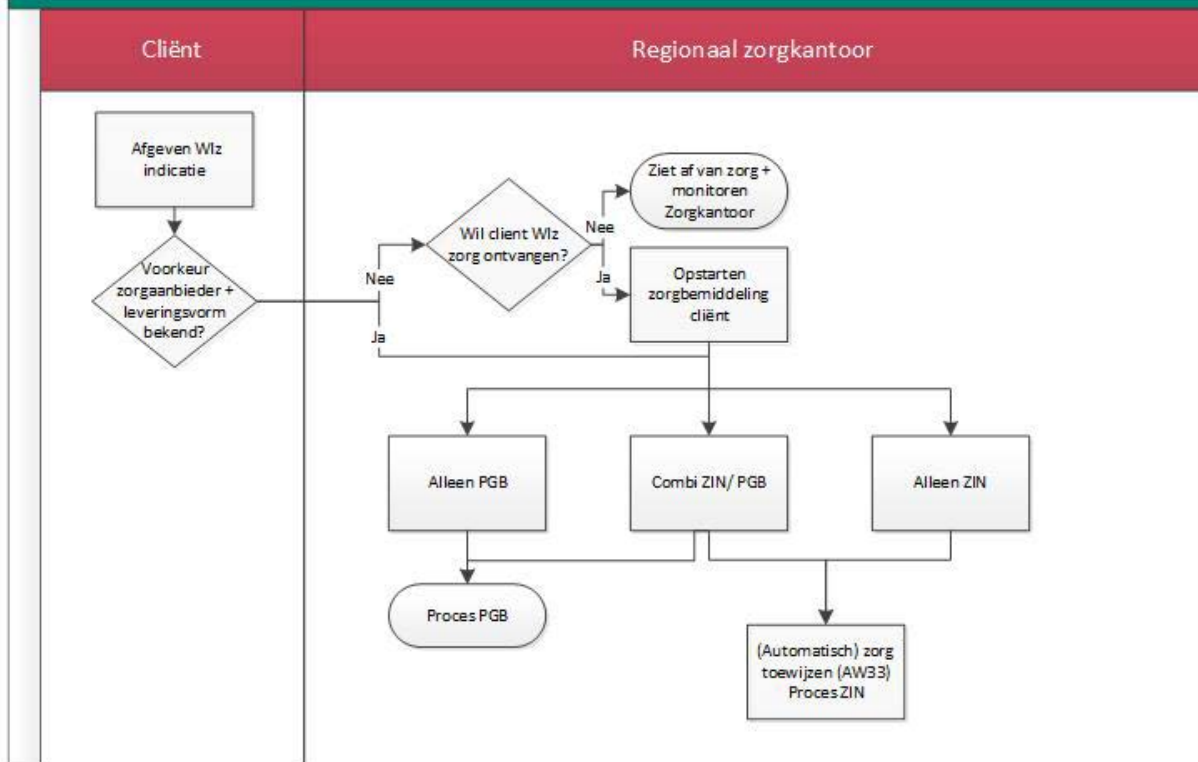 Cliënt
Regionaal zorgkantoor
Afgeven Wlz
indicatie
Voorkeur
zorgaanbieder +
leveringsvorm
bekend?
Nee
Ja
Wil client Wlz
zorg ontvangen?
Nee
Ja
Ziet af van zorg +
monitoren
Zorgkantoor
Opstarten
zorgbemiddeling
cliënt
Alleen PGB
Combi ZIN/ PGB
Alleen ZIN
Proces PGB
(Automatisch) zorg
toewijzen (AW33)
Proces ZIN